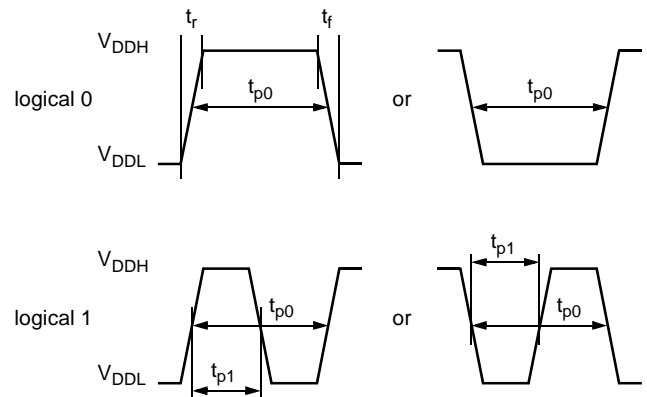 t_r t_f
V_DDH
logical 0 t_p0 or t_p0
V_DDL
V_DDH t_p1
logical 1 t_p0 or t_p0
V_DDL t_p1